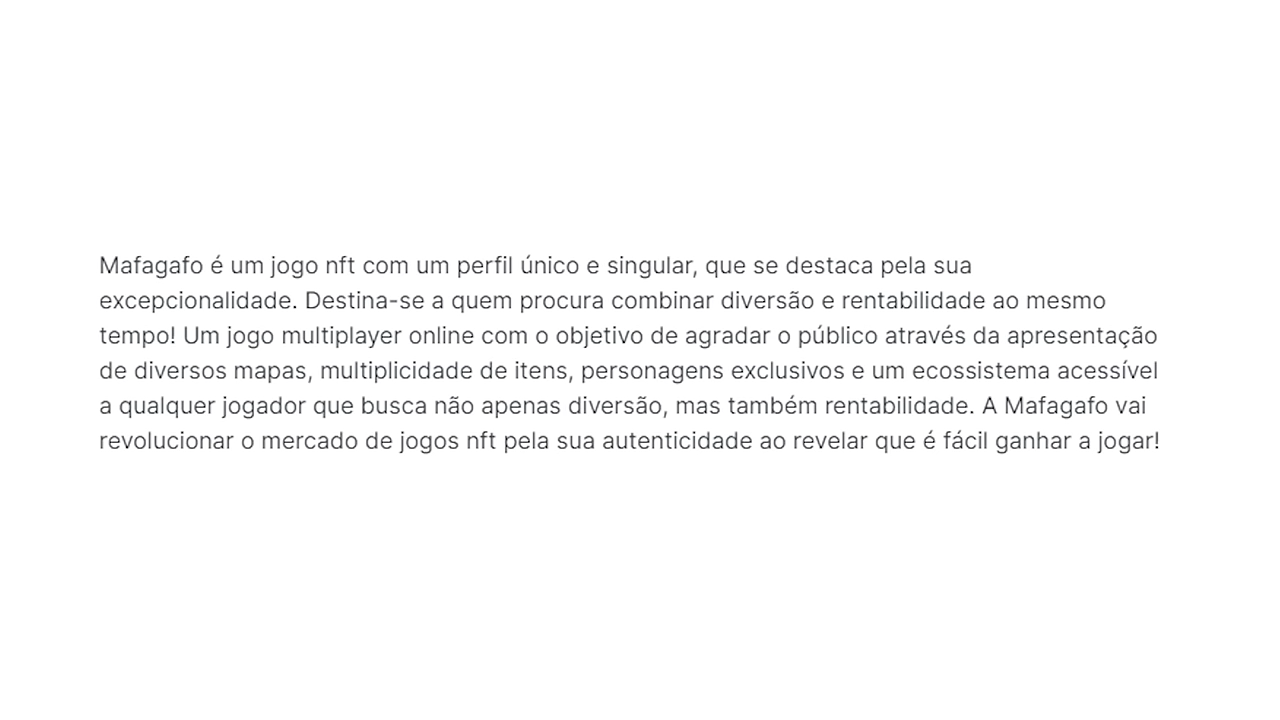 Mafagafo é um jogo nft com um perfil único e singular, que se destaca pela sua
excepcionalidade. Destina-se a quem procura combinar diversão e rentabilidade ao mesmo
tempo! Um jogo multiplayer online com o objetivo de agradar o público através da apresentação
de diversos mapas, multiplicidade de itens, personagens exclusivos e um ecossistema acessível
a qualquer jogador que busca não apenas diversão, mas também rentabilidade. A Mafagafo vai
revolucionar o mercado de jogos nft pela sua autenticidade ao revelar que é fácil ganhar a jogar!